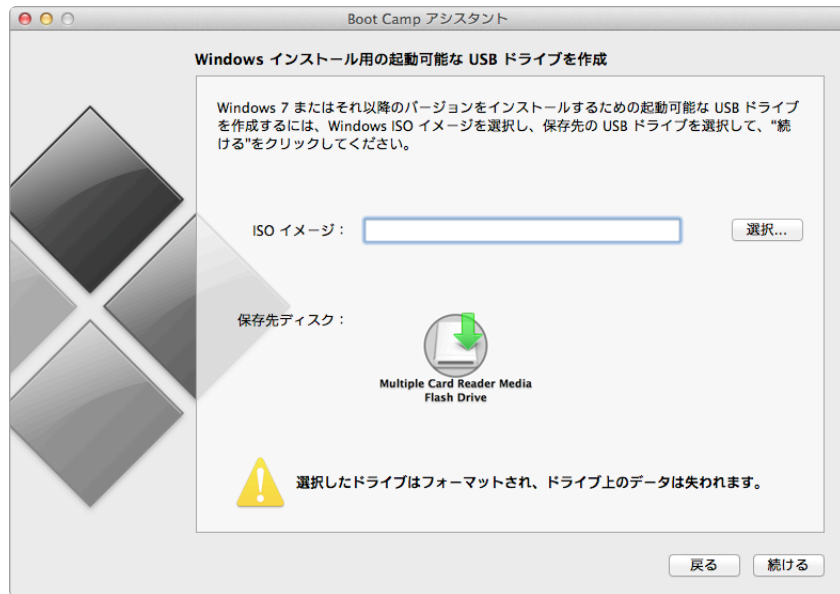 Boot Camp アシスタント
Windows インストール用の起動可能な USB ドライブを作成
Windows 7 またはそれ以降のバージョンをインストールするための起動可能な USB ドライブ
を作成するには、Windows ISO イメージを選択し、保存先の USB ドライブを選択して、“続
ける”をクリックしてください。
ISO イメージ：
選択...
保存先ディスク：
Multiple Card Reader Media
Flash Drive
選択したドライブはフォーマットされ、ドライブ上のデータは失われます。
戻る
続ける